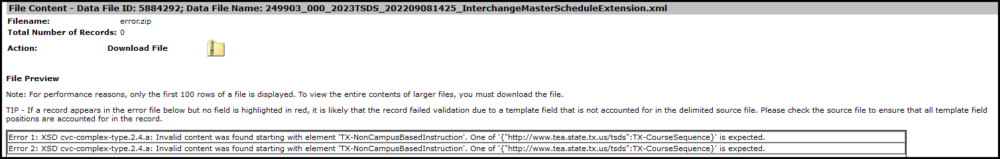 File Content - Data File ID: 5884292; Data File Name: 249903_000_2023TSDS_202209081425_InterchangeMasterScheduleExtension.xml
Filename: error.zip
Total Number of Records: 0
Action: Download File
File Preview
Note: For performance reasons, only the first 100 rows of a file is displayed. To view the entire contents of larger files, you must download the file.
TIP - If a record appears in the error file below but no field is highlighted in red, it is likely that the record failed validation due to a template field that is not accounted for in the delimited source file. Please check the source file to ensure that all template field
positions are accounted for in the record.
Error 1: XSD cvc-complex-type.2.4.a: Invalid content was found starting with element 'TX-NonCampusBasedInstruction'. One of '{"http://www.tea.state.tx.us/tsds":TX-CourseSequence}' is expected.
Error 2: XSD cvc-complex-type.2.4.a: Invalid content was found starting with element 'TX-NonCampusBasedInstruction'. One of '{"http://www.tea.state.tx.us/tsds":TX-CourseSequence}' is expected.